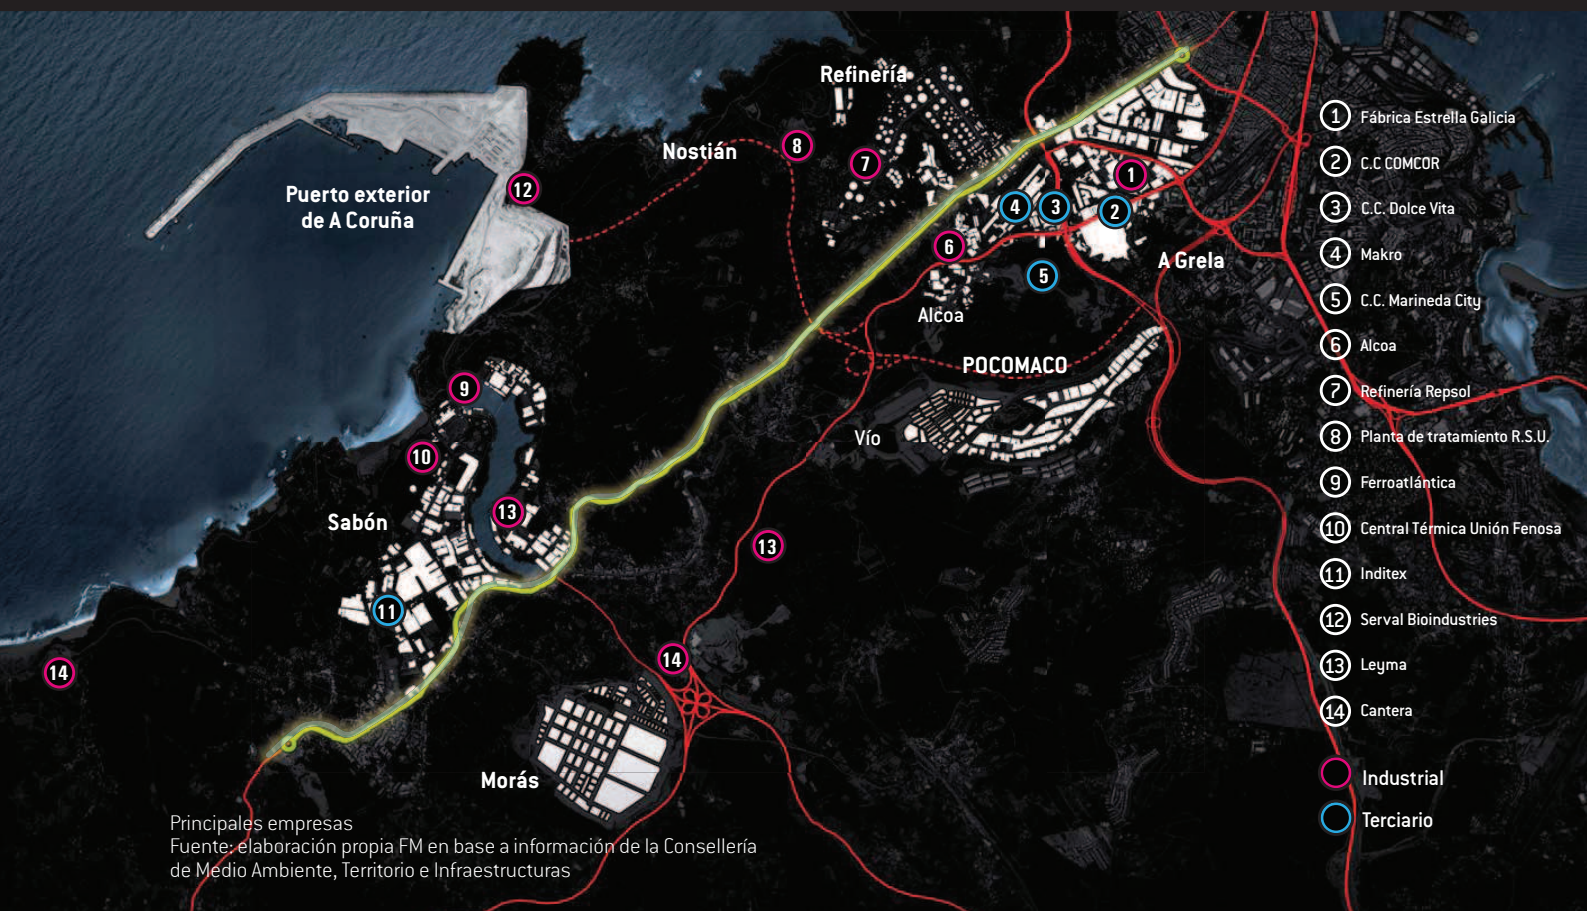 Refinería
Nostián
8
7
12
Puerto exterior
de A Coruña
1
4
3
2
6
5
A Grela
Alcoa
POCOMACO
9
Vío
10
Sabón
13
13
11
14
14
Morás
1 Fábrica Estrella Galicia
2 C.C COMCOR
3 C.C. Dolce Vita
4 Makro
5 C.C. Marineda City
6 Alcoa
7 Refinería Repsol
8 Planta de tratamiento R.S.U.
9 Ferroatlántica
10 Central Térmica Unión Fenosa
11 Inditex
12 Serval Bioindustries
13 Leyma
14 Cantera
Industrial
Terciario
Principales empresas
Fuente: elaboración propia FM en base a información de la Consellería
de Medio Ambiente, Territorio e Infraestructuras